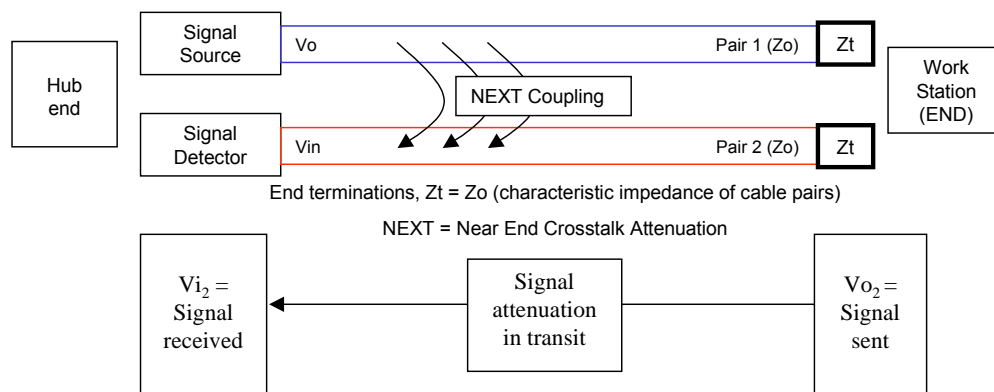 Hub
end
Signal
Source
Vo
Pair 1 (Zo)
Zt
Work
Station
(END)
NEXT Coupling
Signal
Detector
Vin
Pair 2 (Zo)
Zt
End terminations, Zt = Zo (characteristic impedance of cable pairs)
NEXT = Near End Crosstalk Attenuation
Vi₂ =
Signal
received
Signal
attenuation
in transit
Vo₂ =
Signal
sent